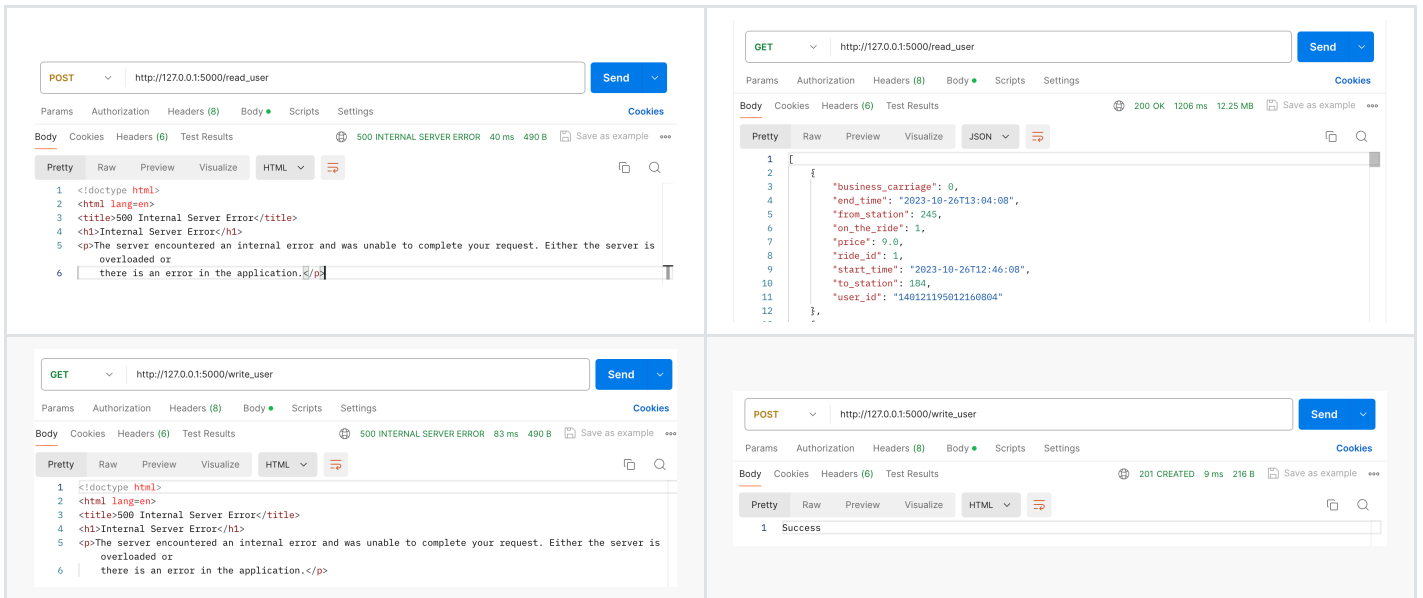 POST http://127.0.0.1:5000/read_user Send
Params Authorization Headers (8) Body Scripts Settings Cookies
Body Cookies Headers (6) Test Results 500 INTERNAL SERVER ERROR 40 ms 490 B Save as example
Pretty Raw Preview Visualize HTML
1 <!doctype html>
2 <html lang=en>
3 <title>500 Internal Server Error</title>
4 <h1>Internal Server Error</h1>
5 <p>The server encountered an internal error and was unable to complete your request. Either the server is
overloaded or
6 there is an error in the application.</p>
GET http://127.0.0.1:5000/read_user Send
Params Authorization Headers (8) Body Scripts Settings Cookies
Body Cookies Headers (6) Test Results 200 OK 1206 ms 12.25 MB Save as example
Pretty Raw Preview Visualize JSON
1 [
2 {
3 "business_carriage": 0,
4 "end_time": "2023-10-26T13:04:08",
5 "from_station": 245,
6 "on_the_ride": 1,
7 "price": 9.0,
8 "ride_id": 1,
9 "start_time": "2023-10-26T12:46:08",
10 "to_station": 184,
11 "user_id": "140121195012160804"
12 },
GET http://127.0.0.1:5000/write_user Send
Params Authorization Headers (8) Body Scripts Settings Cookies
Body Cookies Headers (6) Test Results 500 INTERNAL SERVER ERROR 83 ms 490 B Save as example
Pretty Raw Preview Visualize HTML
1 <!doctype html>
2 <html lang=en>
3 <title>500 Internal Server Error</title>
4 <h1>Internal Server Error</h1>
5 <p>The server encountered an internal error and was unable to complete your request. Either the server is
overloaded or
6 there is an error in the application.</p>
POST http://127.0.0.1:5000/write_user Send
Params Authorization Headers (8) Body Scripts Settings Cookies
Body Cookies Headers (6) Test Results 201 CREATED 9 ms 216 B Save as example
Pretty Raw Preview Visualize HTML
1 Success